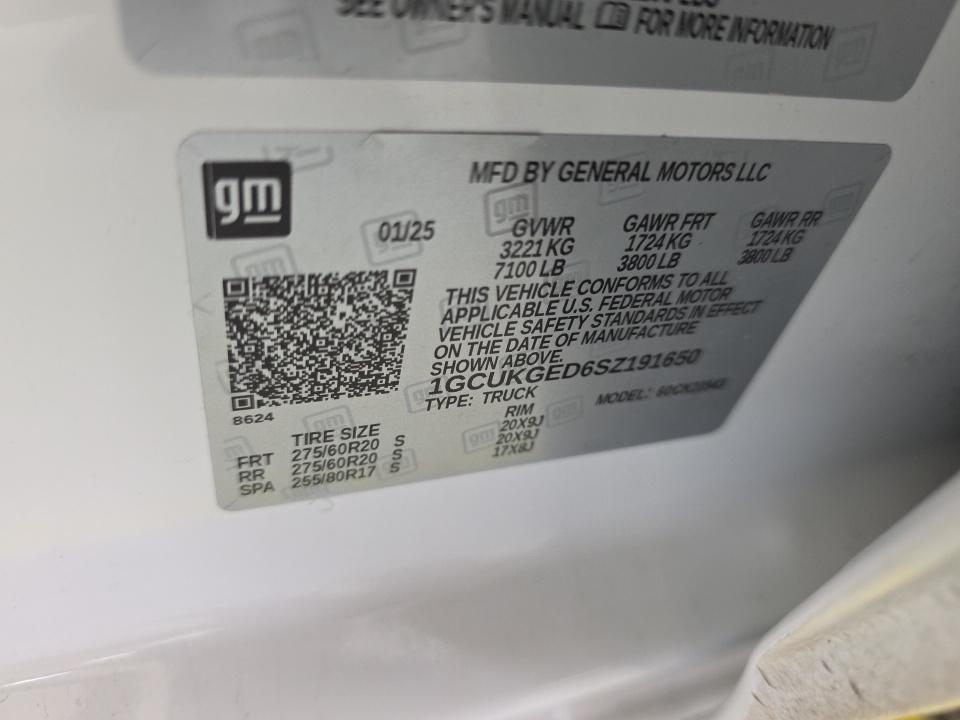 SEE OWNER'S MANUAL FOR MORE INFORMATION
gm
MFD BY GENERAL MOTORS LLC
01/25 GVWR GAWR FRT GAWR RR
3221 KG 1724 KG 1724 KG
7100 LB 3800 LB 3800 LB
THIS VEHICLE CONFORMS TO ALL
APPLICABLE U.S. FEDERAL MOTOR
VEHICLE SAFETY STANDARDS IN EFFECT
ON THE DATE OF MANUFACTURE
SHOWN ABOVE.
1GCUKGED6SZ191650
TYPE: TRUCK MODEL:
8624
TIRE SIZE RIM
FRT 275/60R20 S 20X9J
RR 275/60R20 S 20X9J
SPA 255/80R17 S 17X8J